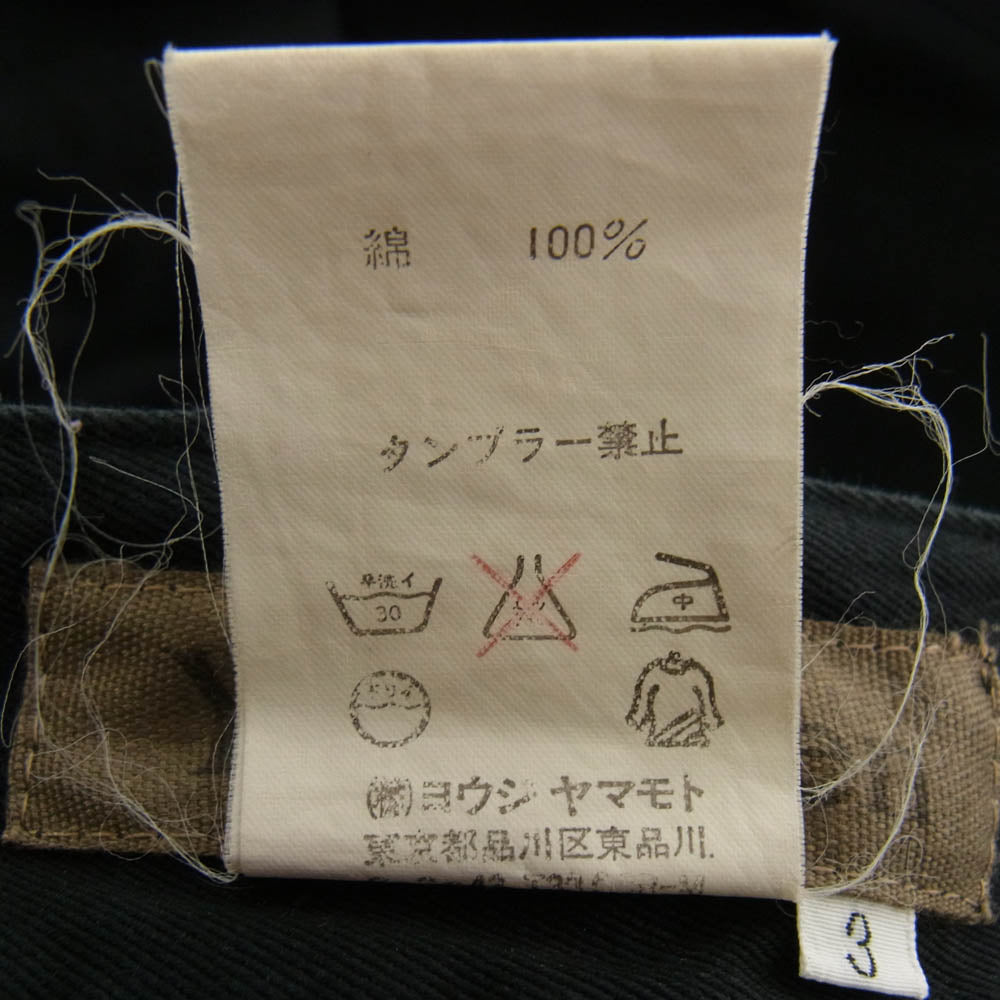 綿 100%
タンブラー禁止
手洗イ
30
中
ドライ
(株)ヨウジ ヤマモト
東京都品川区東品川.
3